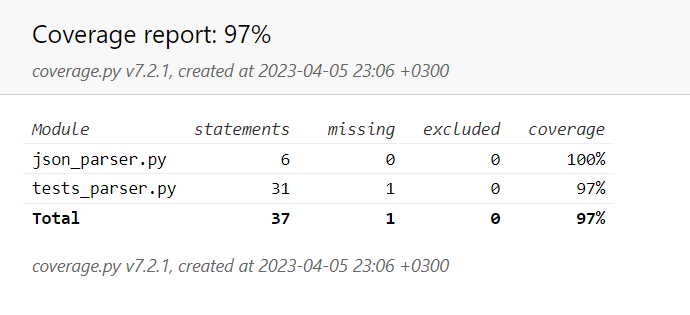 Coverage report: 97%
coverage.py v7.2.1, created at 2023-04-05 23:06 +0300
Module statements missing excluded coverage
json_parser.py 6 0 0 100%
tests_parser.py 31 1 0 97%
Total 37 1 0 97%
coverage.py v7.2.1, created at 2023-04-05 23:06 +0300